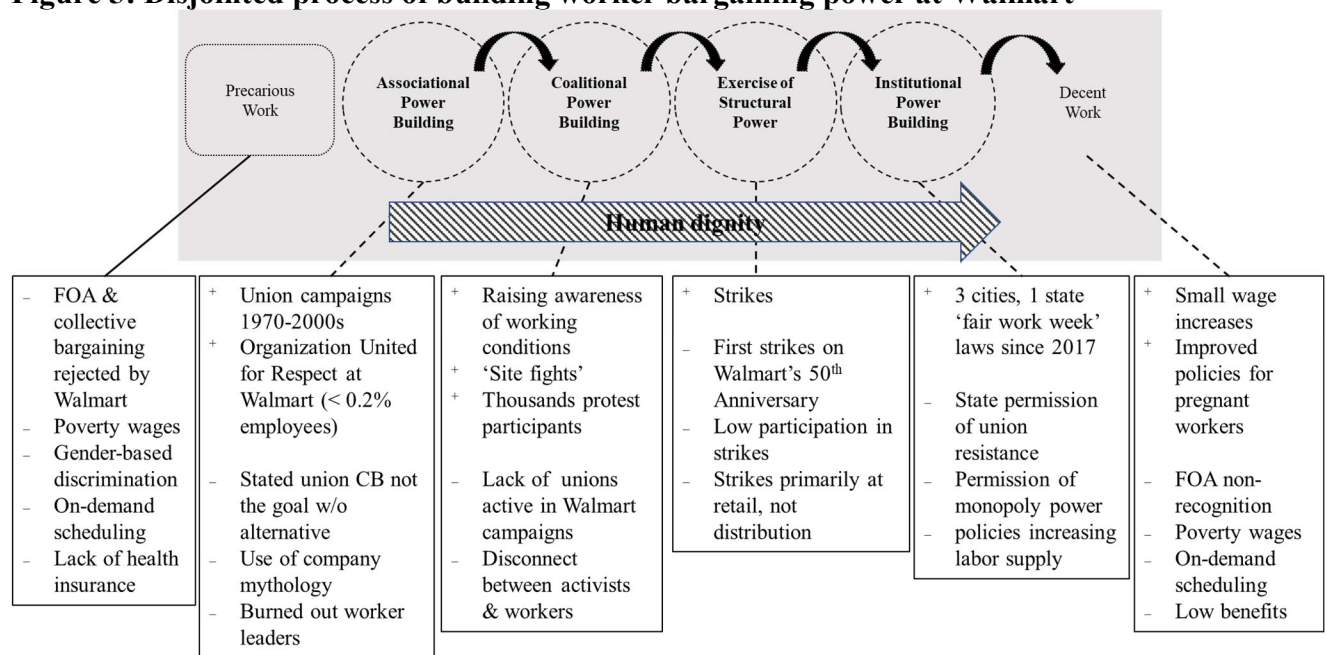 Figure : Disjointed process of building worker bargaining power at Walmart
Precarious
Work
Associational
Power
Building
Coalitional
Power
Building
Exercise of
Structural
Power
Institutional
Power
Building
Decent
Work
Human dignity
– FOA &
collective
bargaining
rejected by
Walmart
– Poverty wages
– Gender-based
discrimination
– On-demand
scheduling
– Lack of health
insurance
+ Union campaigns
1970-2000s
+ Organization United
for Respect at
Walmart (< 0.2%
employees)
– Stated union CB not
the goal w/o
alternative
– Use of company
mythology
– Burned out worker
leaders
+ Raising awareness
of working
conditions
+ ‘Site fights’
+ Thousands protest
participants
– Lack of unions
active in Walmart
campaigns
– Disconnect
between activists
& workers
+ Strikes
– First strikes on
Walmart’s 50th
Anniversary
– Low participation in
strikes
– Strikes primarily at
retail, not
distribution
+ 3 cities, 1 state
‘fair work week’
laws since 2017
– State permission
of union
resistance
– Permission of
monopoly power
– policies increasing
labor supply
+ Small wage
increases
+ Improved
policies for
pregnant
workers
– FOA non-
recognition
– Poverty wages
– On-demand
scheduling
– Low benefits